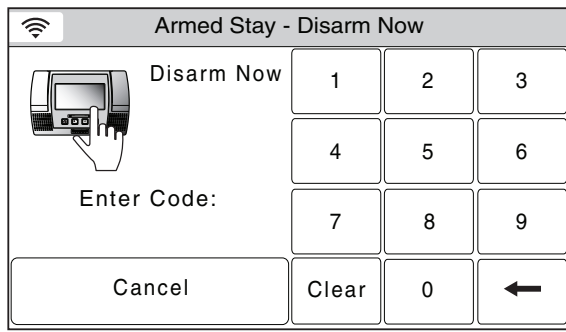 Armed Stay - Disarm Now
Disarm Now
1 2 3
4 5 6
Enter Code:
7 8 9
Cancel
Clear 0